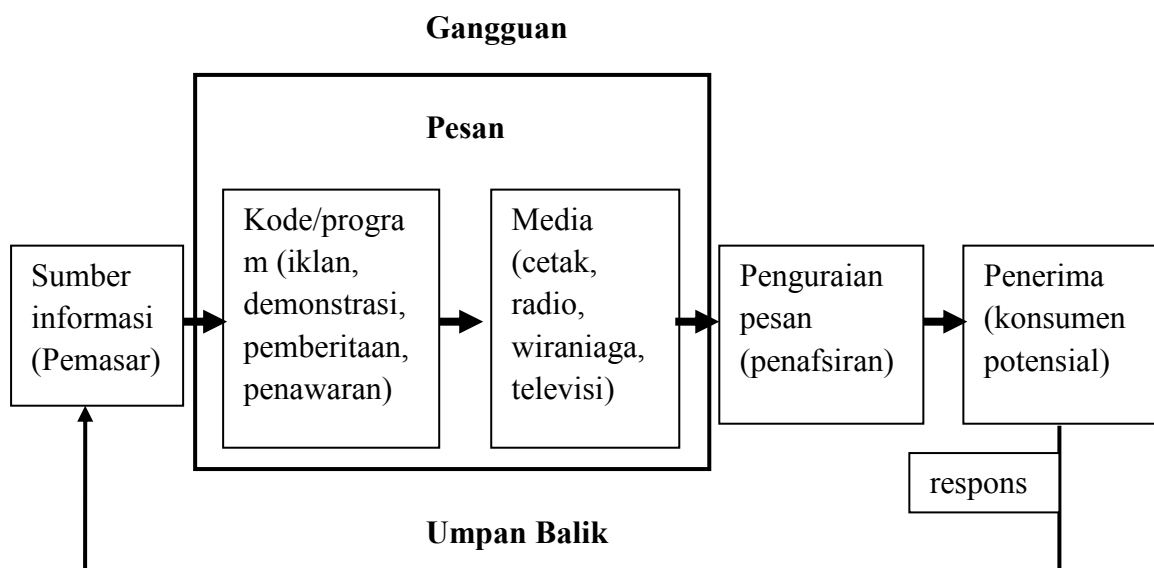 Gangguan
Pesan
Sumber
informasi
(Pemasar)
Kode/progra
m (iklan,
demonstrasi,
pemberitaan,
penawaran)
Media
(cetak,
radio,
wiraniaga,
televisi)
Penguraian
pesan
(penafsiran)
Penerima
(konsumen
potensial)
respons
Umpan Balik